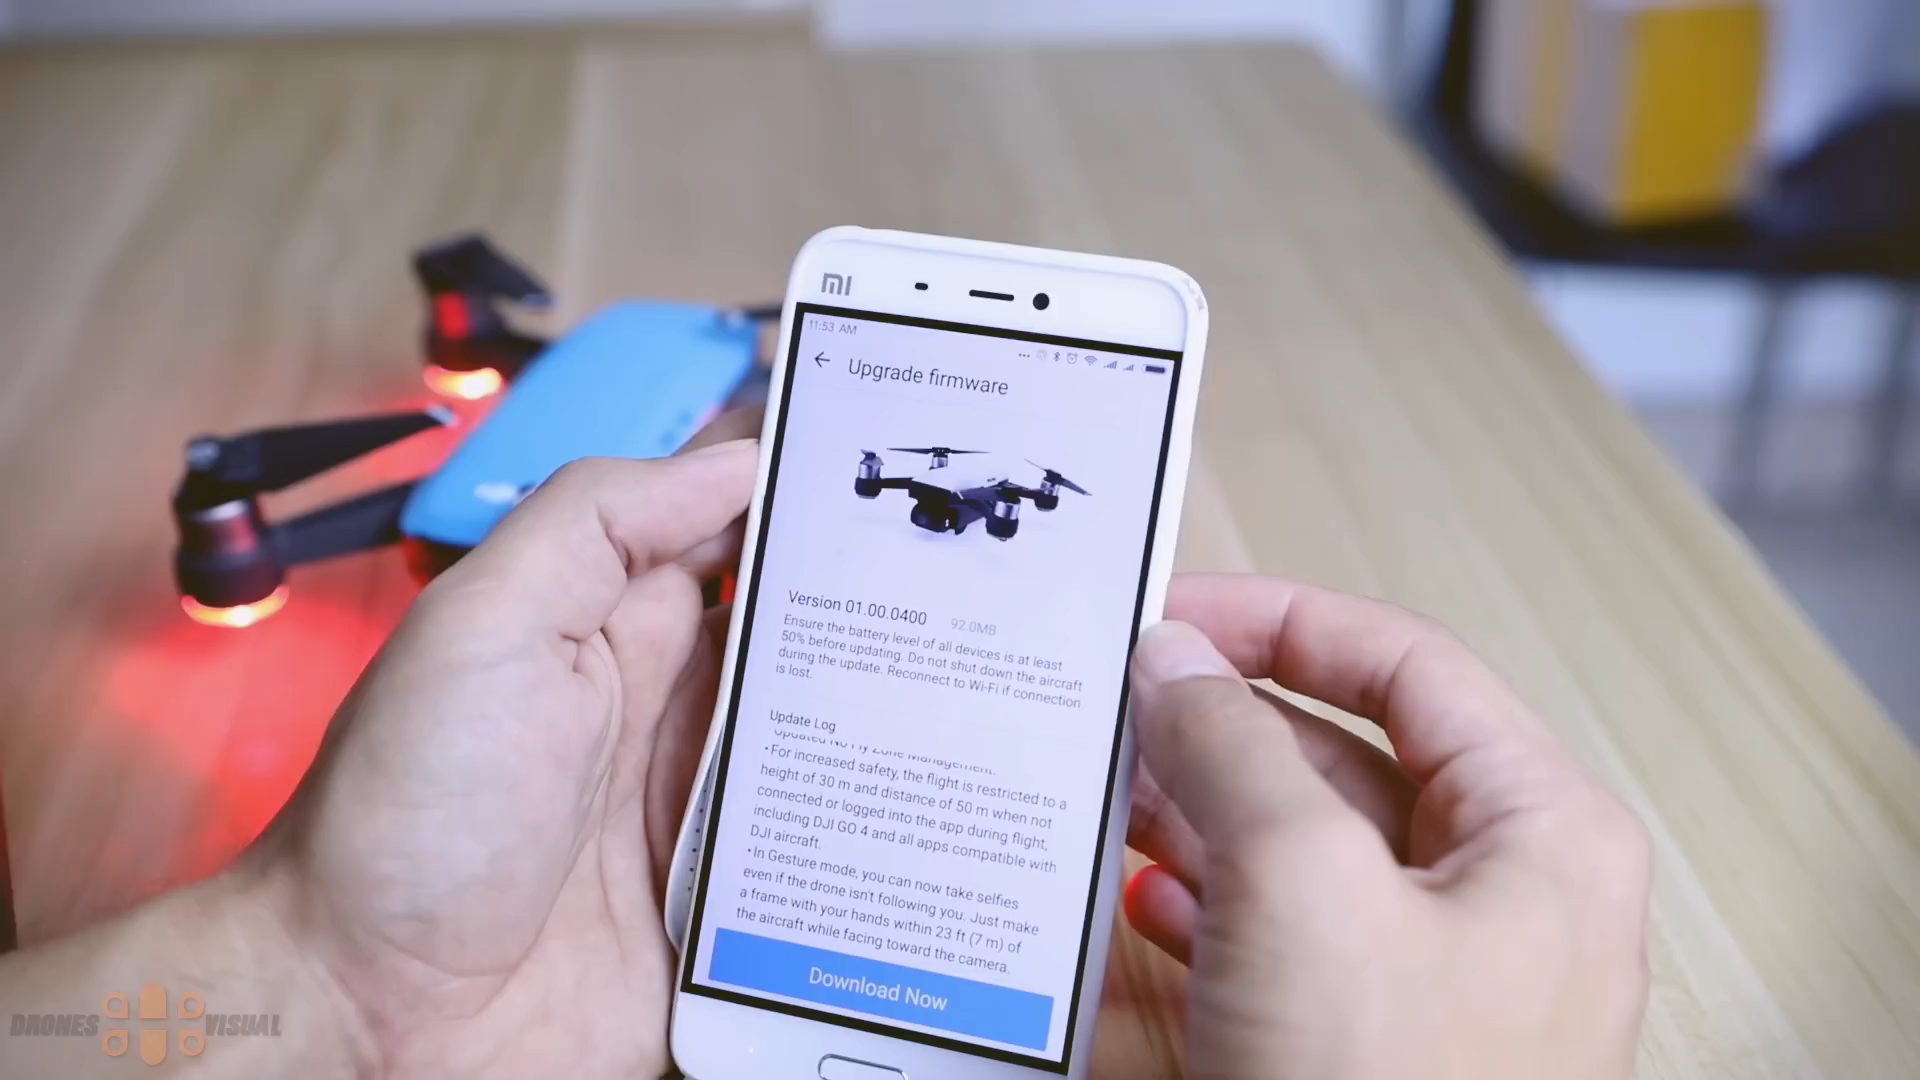 mi
11:53 AM
Upgrade firmware
Version 01.00.0400 92.0MB
Ensure the battery level of all devices is at least
50% before updating. Do not shut down the aircraft
during the update. Reconnect to Wi-Fi if connection
is lost.
Update Log
Updated No Fly Zone Management.
•For increased safety, the flight is restricted to a
height of 30 m and distance of 50 m when not
connected or logged into the app during flight,
including DJI GO 4 and all apps compatible with
DJI aircraft.
•In Gesture mode, you can now take selfies
even if the drone isn't following you. Just make
a frame with your hands within 23 ft (7 m) of
the aircraft while facing toward the camera.
Download Now
DRONES VISUAL